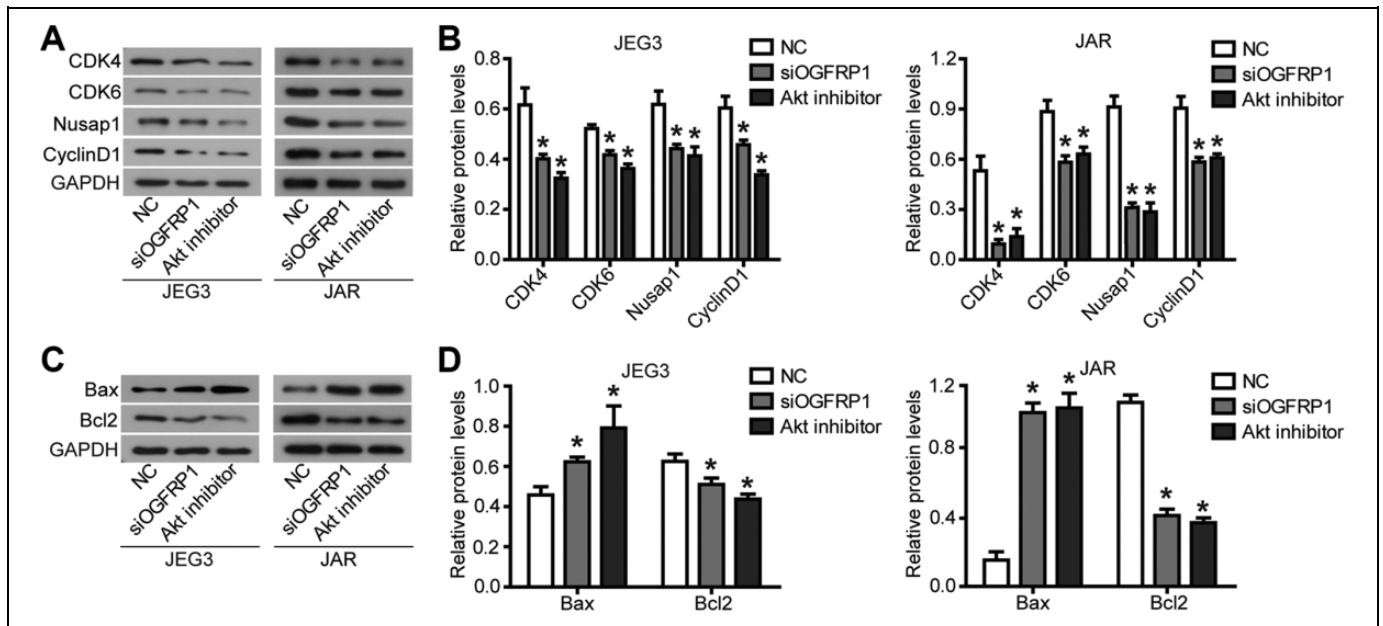 A
CDK4
CDK6
Nusap1
CyclinD1
GAPDH
NC
siOGFRP1
Akt inhibitor
NC
siOGFRP1
Akt inhibitor
JEG3
JAR
B
JEG3
NC
siOGFRP1
Akt inhibitor
Relative protein levels
0.8
0.6
0.4
0.2
0.0
* * * * * * * *
CDK4
CDK6
Nusap1
CyclinD1
JAR
NC
siOGFRP1
Akt inhibitor
Relative protein levels
1.2
0.9
0.6
0.3
0.0
* * * * * * * *
CDK4
CDK6
Nusap1
CyclinD1
C
Bax
Bcl2
GAPDH
NC
siOGFRP1
Akt inhibitor
NC
siOGFRP1
Akt inhibitor
JEG3
JAR
D
JEG3
NC
siOGFRP1
Akt inhibitor
Relative protein levels
1.0
0.8
0.6
0.4
0.2
0.0
* * * *
Bax
Bcl2
JAR
NC
siOGFRP1
Akt inhibitor
Relative protein levels
1.2
0.8
0.4
0.0
* * * *
Bax
Bcl2